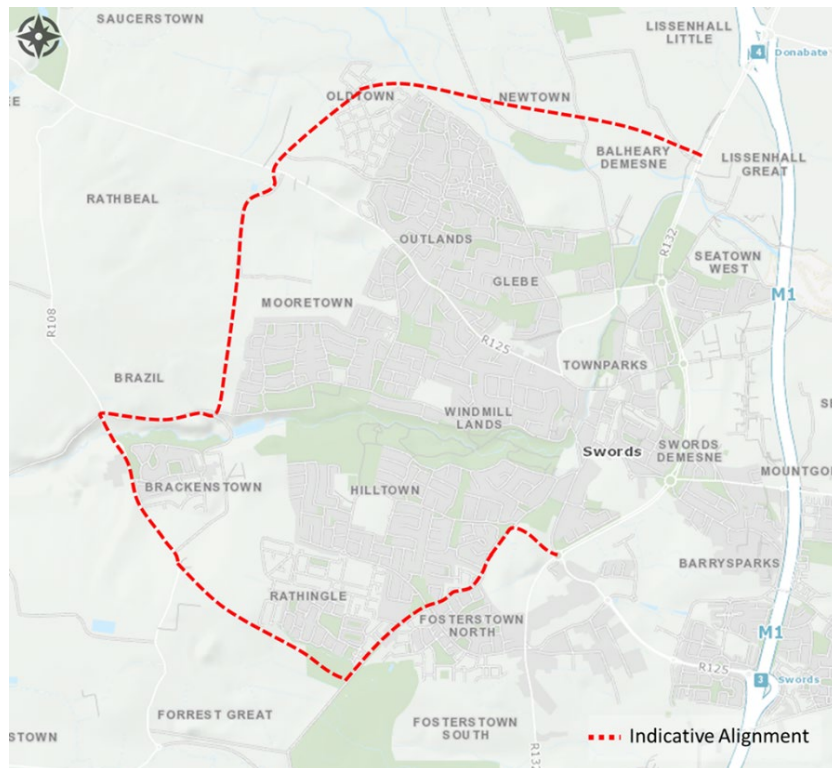 SAUCERSTOWN
LISSENHALL
LITTLE
4
Donabate
OLDTOWN
NEWTOWN
BALHEARY
DEMESNE
LISSENHALL
GREAT
RATHBEAL
R132
OUTLANDS
SEATOWN
WEST
GLEBE
M1
MOORETOWN
R108
R125
TOWNPARKS
BRAZIL
WINDMILL
LANDS
Swords
SWORDS
DEMESNE
MOUNTGOR
BRACKENSTOWN
HILLTOWN
BARRYSPARKS
RATHINGLE
FOSTERSTOWN
NORTH
M1
R125
3
Swords
FORREST GREAT
FOSTERSTOWN
SOUTH
STOWN
R132
Indicative Alignment